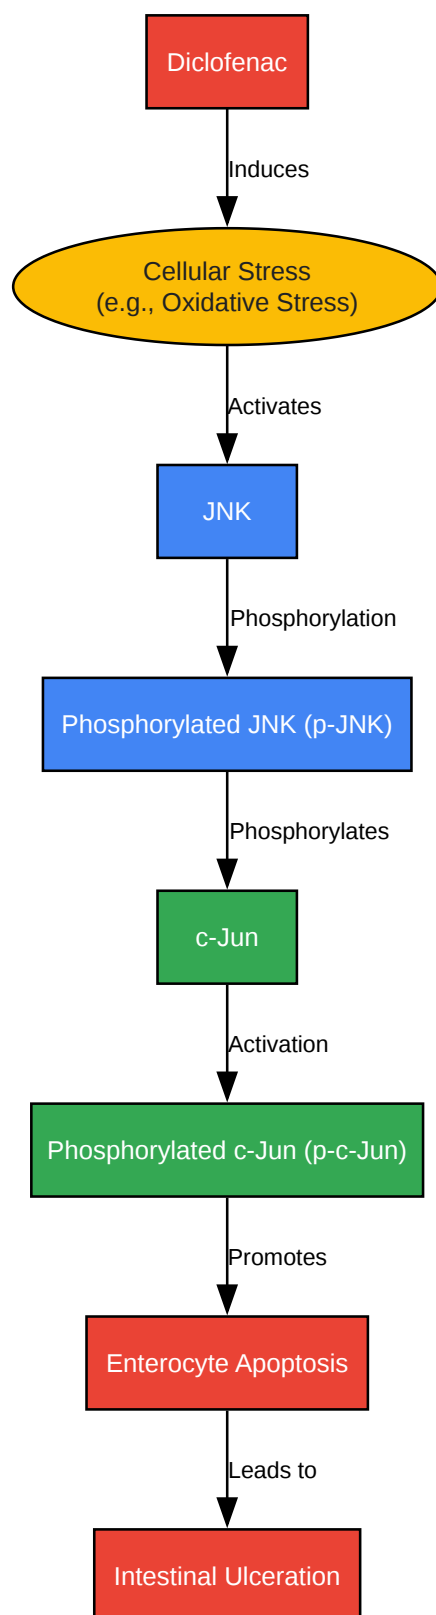 Diclofenac
Induces
Cellular Stress
(e.g., Oxidative Stress)
Activates
JNK
Phosphorylation
Phosphorylated JNK (p-JNK)
Phosphorylates
c-Jun
Activation
Phosphorylated c-Jun (p-c-Jun)
Promotes
Enterocyte Apoptosis
Leads to
Intestinal Ulceration